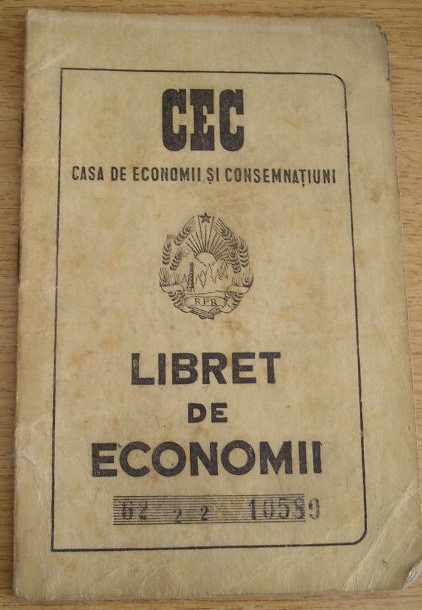 CEC
CASA DE ECONOMII ȘI CONSEMNAȚIUNI
RPR
LIBRET
DE
ECONOMII
62 2 2 10589